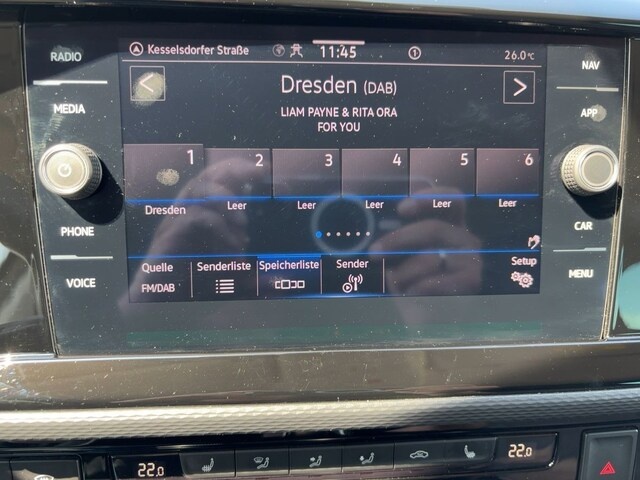 RADIO
MEDIA
PHONE
VOICE
Kesselsdorfer Straße 11:45 1 26.0°C
Dresden (DAB)
LIAM PAYNE & RITA ORA
FOR YOU
1 2 3 4 5 6
Dresden Leer Leer Leer Leer Leer
Quelle Senderliste Speicherliste Sender Setup
FM/DAB
NAV
APP
CAR
MENU
22.0 22.0